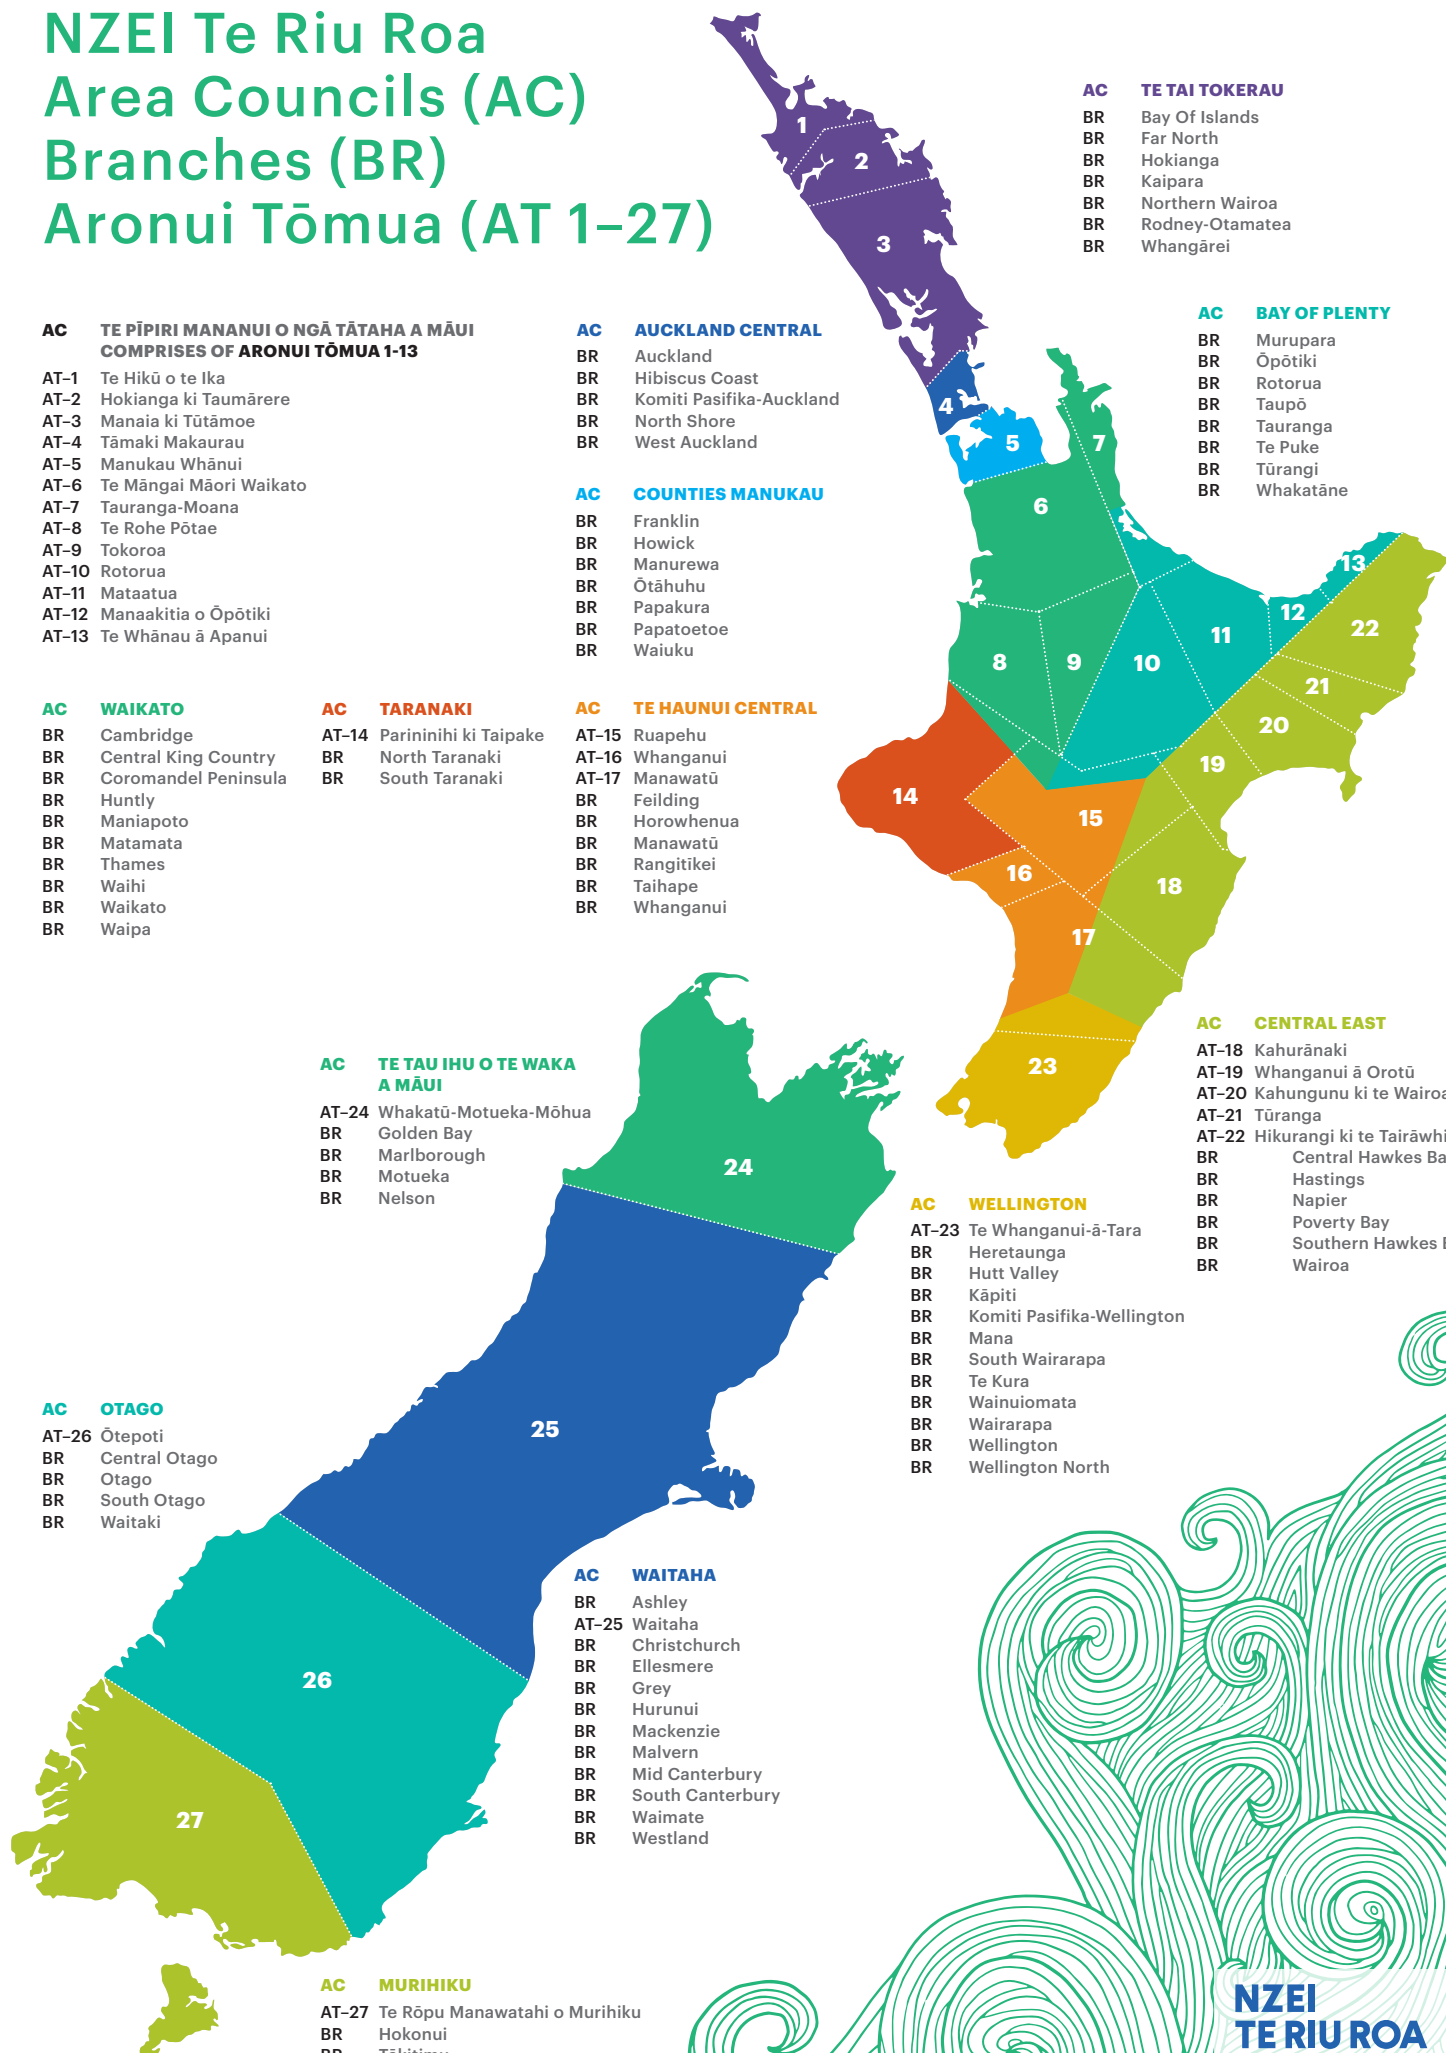 NZEI Te Riu Roa
Area Councils (AC)
Branches (BR)
Aronui Tōmua (AT 1–27)
AC TE TAI TOKERAU
BR Bay Of Islands
BR Far North
BR Hokianga
BR Kaipara
BR Northern Wairoa
BR Rodney-Otamatea
BR Whangārei
AC TE PĪPIRI MANANUI O NGĀ TĀTAHA A MĀUI
COMPRISES OF ARONUI TŌMUA 1-13
AT–1 Te Hikū o te Ika
AT–2 Hokianga ki Taumārere
AT–3 Manaia ki Tūtāmoe
AT–4 Tāmaki Makaurau
AT–5 Manukau Whānui
AT–6 Te Māngai Māori Waikato
AT–7 Tauranga-Moana
AT–8 Te Rohe Pōtae
AT–9 Tokoroa
AT–10 Rotorua
AT–11 Mataatua
AT–12 Manaakitia o Ōpōtiki
AT–13 Te Whānau ā Apanui
AC AUCKLAND CENTRAL
BR Auckland
BR Hibiscus Coast
BR Komiti Pasifika-Auckland
BR North Shore
BR West Auckland
AC COUNTIES MANUKAU
BR Franklin
BR Howick
BR Manurewa
BR Ōtāhuhu
BR Papakura
BR Papatoetoe
BR Waiuku
AC BAY OF PLENTY
BR Murupara
BR Ōpōtiki
BR Rotorua
BR Taupō
BR Tauranga
BR Te Puke
BR Tūrangi
BR Whakatāne
AC WAIKATO
BR Cambridge
BR Central King Country
BR Coromandel Peninsula
BR Huntly
BR Maniapoto
BR Matamata
BR Thames
BR Waihi
BR Waikato
BR Waipa
AC TARANAKI
AT–14 Parininihi ki Taipake
BR North Taranaki
BR South Taranaki
AC TE HAUNUI CENTRAL
AT–15 Ruapehu
AT–16 Whanganui
AT–17 Manawatū
BR Feilding
BR Horowhenua
BR Manawatū
BR Rangitīkei
BR Taihape
BR Whanganui
1
2
3
4
5
6
7
8
9
10
11
12
13
14
15
16
17
18
19
20
21
22
23
AC CENTRAL EAST
AT–18 Kahurānaki
AT–19 Whanganui ā Orotū
AT–20 Kahungunu ki te Wairoa
AT–21 Tūranga
AT–22 Hikurangi ki te Tairāwhi
BR Central Hawkes Ba
BR Hastings
BR Napier
BR Poverty Bay
BR Southern Hawkes
BR Wairoa
AC TE TAU IHU O TE WAKA
A MĀUI
AT–24 Whakatū-Motueka-Mōhua
BR Golden Bay
BR Marlborough
BR Motueka
BR Nelson
AC WELLINGTON
AT–23 Te Whanganui-ā-Tara
BR Heretaunga
BR Hutt Valley
BR Kāpiti
BR Komiti Pasifika-Wellington
BR Mana
BR South Wairarapa
BR Te Kura
BR Wainuiomata
BR Wairarapa
BR Wellington
BR Wellington North
24
25
26
27
AC OTAGO
AT–26 Ōtepoti
BR Central Otago
BR Otago
BR South Otago
BR Waitaki
AC WAITAHA
BR Ashley
AT–25 Waitaha
BR Christchurch
BR Ellesmere
BR Grey
BR Hurunui
BR Mackenzie
BR Malvern
BR Mid Canterbury
BR South Canterbury
BR Waimate
BR Westland
AC MURIHIKU
AT–27 Te Rōpu Manawatahi o Murihiku
BR Hokonui
NZEI
TE RIU ROA